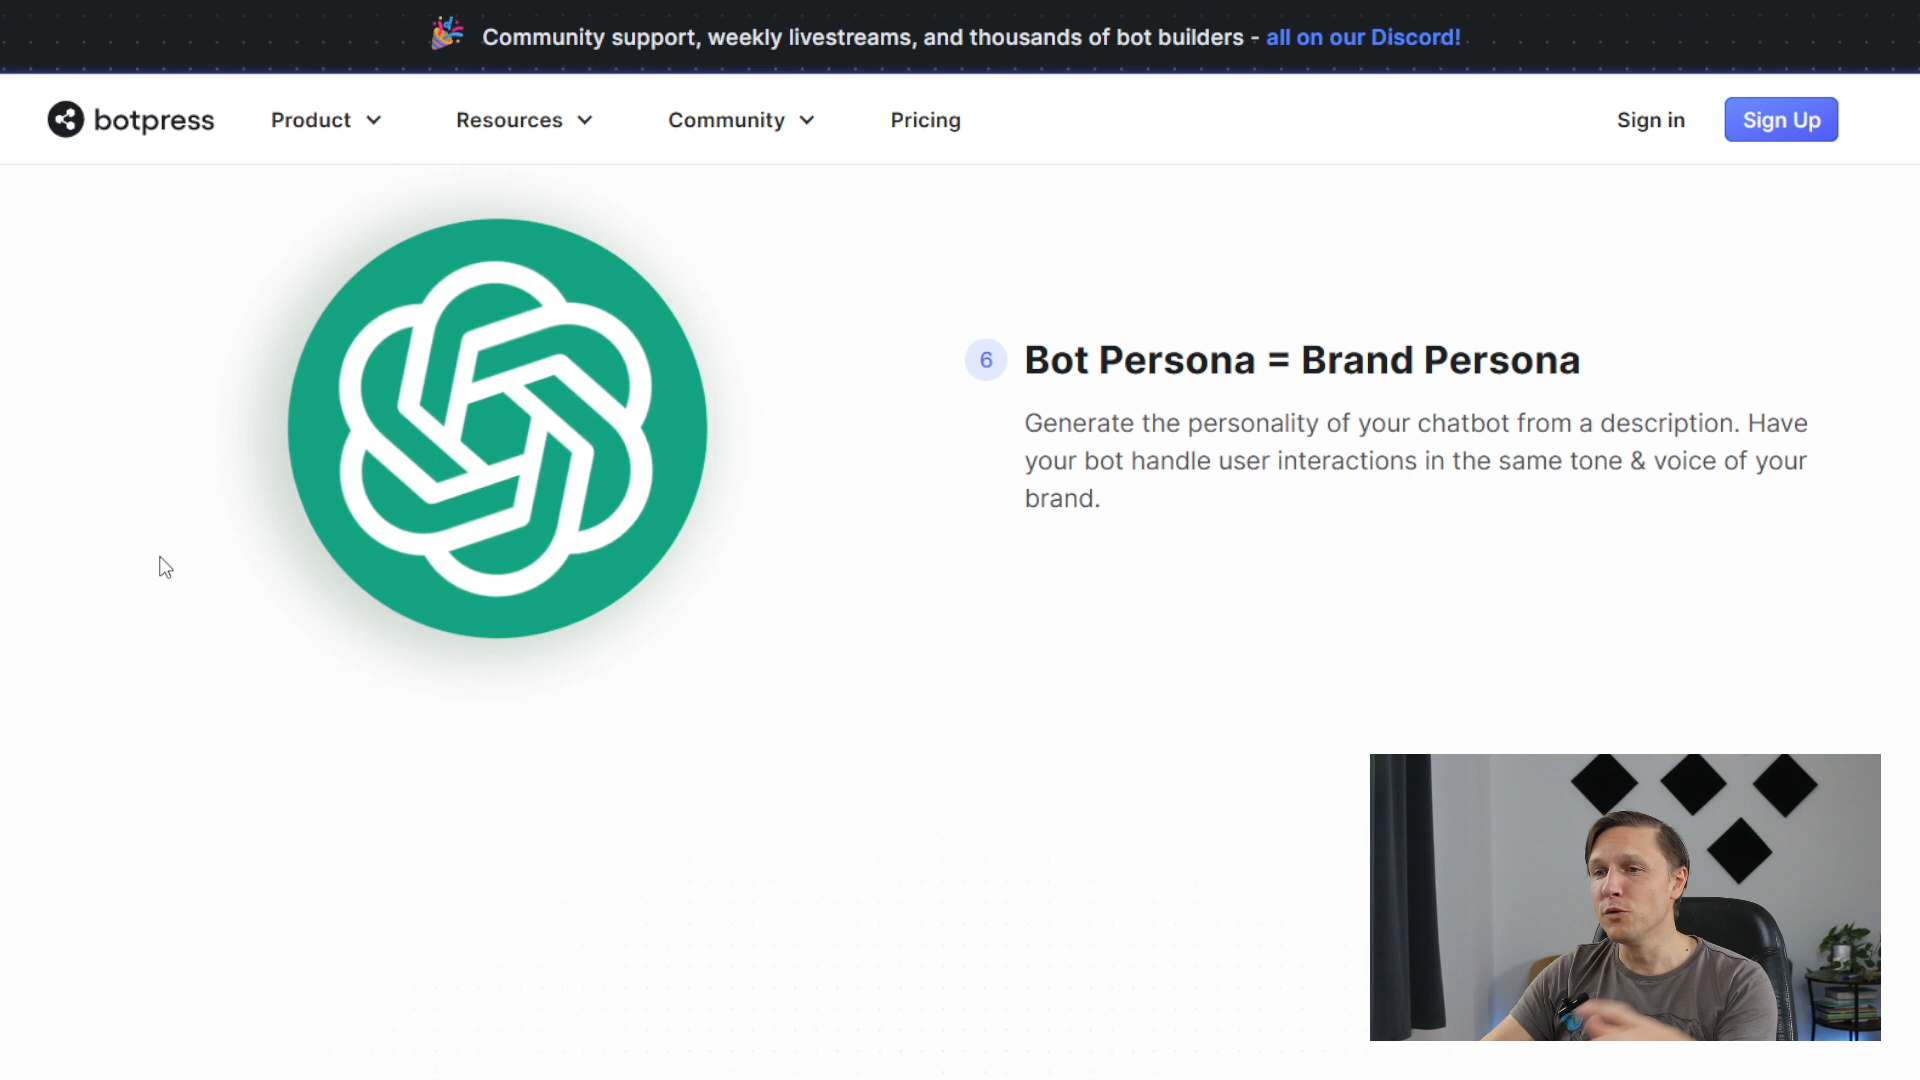 Community support, weekly livestreams, and thousands of bot builders - all on our Discord!
botpress Product Resources Community Pricing Sign in Sign Up
6 Bot Persona = Brand Persona
Generate the personality of your chatbot from a description. Have
your bot handle user interactions in the same tone & voice of your
brand.